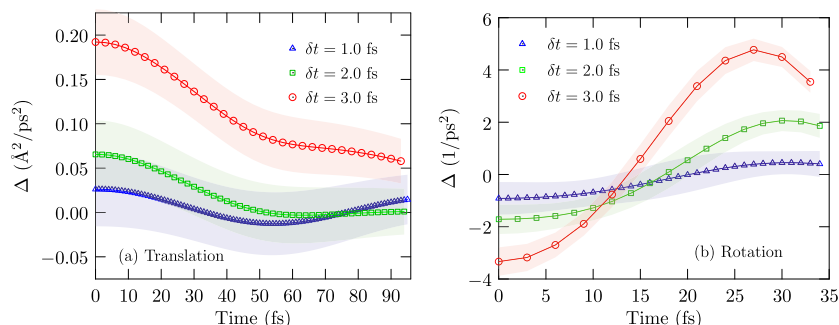 0.20
0.15
0.10
0.05
0.00
−0.05
Δ (Å²/ps²)
δt = 1.0 fs
δt = 2.0 fs
δt = 3.0 fs
(a) Translation
0 10 20 30 40 50 60 70 80 90
Time (fs)
6
4
2
0
−2
−4
Δ (1/ps²)
δt = 1.0 fs
δt = 2.0 fs
δt = 3.0 fs
(b) Rotation
0 5 10 15 20 25 30 35
Time (fs)